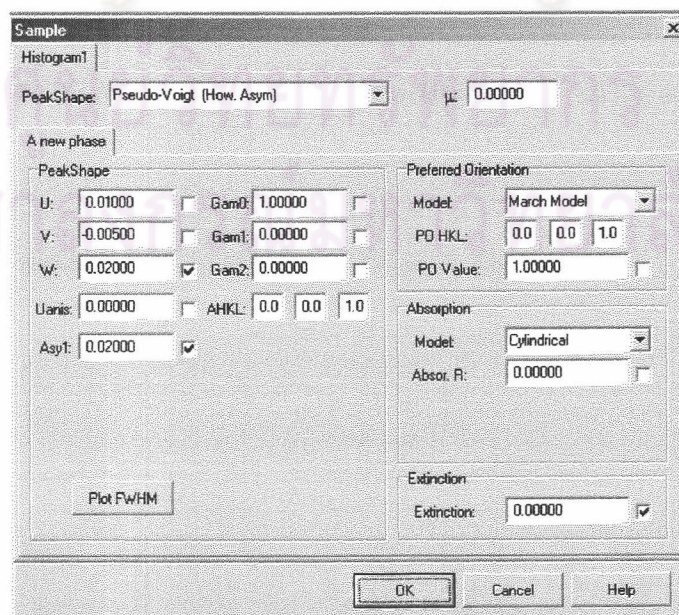 Sample
Histogram1
PeakShape: Pseudo-Voigt (How. Asym) μ: 0.00000
A new phase
PeakShape
U: 0.01000 Gam0: 1.00000
V: -0.00500 Gam1: 0.00000
W: 0.02000 Gam2: 0.00000
Uanis: 0.00000 AHKL: 0.0 0.0 1.0
Asy1: 0.02000
Plot FWHM
Preferred Orientation
Model: March Model
PO HKL: 0.0 0.0 1.0
PO Value: 1.00000
Absorption
Model: Cylindrical
Absor. R: 0.00000
Extinction
Extinction: 0.00000
OK Cancel Help